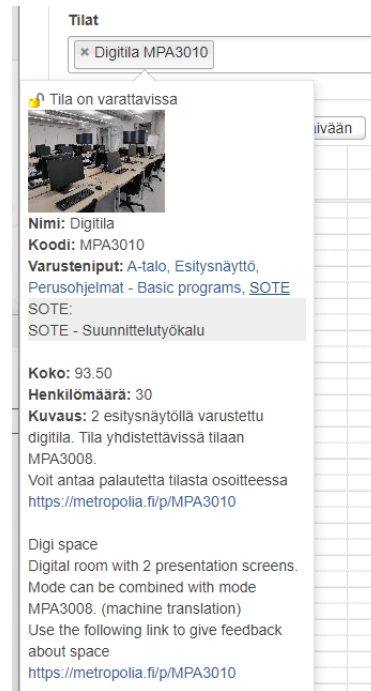 Tilat
× Digitila MPA3010
Tila on varattavissa
ivään
Nimi: Digitila
Koodi: MPA3010
Varusteniput: A-talo, Esitysnäyttö,
Perusohjelmat - Basic programs, SOTE
SOTE:
SOTE - Suunnittelutyökalu
Koko: 93.50
Henkilömäärä: 30
Kuvaus: 2 esitysnäytöllä varustettu
digitila. Tila yhdistettävissä tilaan
MPA3008.
Voit antaa palautetta tilasta osoitteessa
https://metropolia.fi/p/MPA3010
Digi space
Digital room with 2 presentation screens.
Mode can be combined with mode
MPA3008. (machine translation)
Use the following link to give feedback
about space
https://metropolia.fi/p/MPA3010